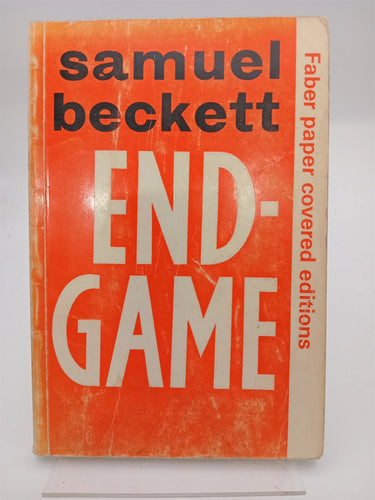 samuel
beckett
END-
GAME
Faber paper covered editions